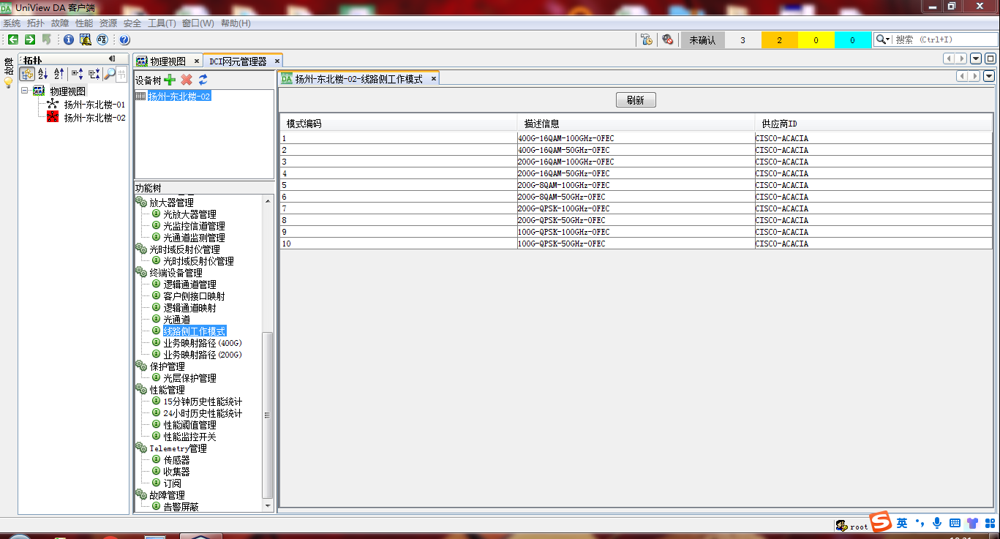 DA UniView DA 客户端
系统 拓扑 故障 性能 资源 安全 工具(T) 窗口(W) 帮助(H)
未确认 3 2 0 0 搜索 (Ctrl+I)
拓扑
物理视图
扬州-东北楼-01
扬州-东北楼-02
物理视图 × DCI网元管理器 ×
设备树
扬州-东北楼-02
功能树
放大器管理
光放大器管理
光监控信道管理
光通道监测管理
光时域反射仪管理
光时域反射仪管理
终端设备管理
逻辑通道管理
客户侧接口映射
逻辑通道映射
光通道
线路侧工作模式
业务映射路径(400G)
业务映射路径(200G)
保护管理
光层保护管理
性能管理
15分钟历史性能统计
24小时历史性能统计
性能阈值管理
性能监控开关
Telemetry管理
传感器
收集器
订阅
故障管理
告警屏蔽
DA 扬州-东北楼-02-线路侧工作模式 ×
刷新
模式编码 描述信息 供应商ID
1 400G-16QAM-100GHz-OFEC CISCO-ACACIA
2 400G-16QAM-50GHz-OFEC CISCO-ACACIA
3 200G-16QAM-100GHz-OFEC CISCO-ACACIA
4 200G-16QAM-50GHz-OFEC CISCO-ACACIA
5 200G-8QAM-100GHz-OFEC CISCO-ACACIA
6 200G-8QAM-50GHz-OFEC CISCO-ACACIA
7 200G-QPSK-100GHz-OFEC CISCO-ACACIA
8 200G-QPSK-50GHz-OFEC CISCO-ACACIA
9 100G-QPSK-100GHz-OFEC CISCO-ACACIA
10 100G-QPSK-50GHz-OFEC CISCO-ACACIA
root S 英